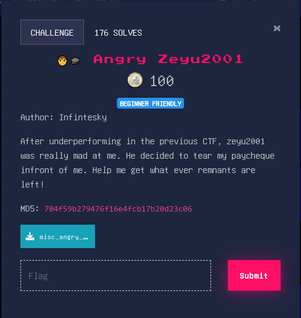 CHALLENGE 176 SOLVES ×
Angry Zeyu2001
100
BEGINNER FRIENDLY
Author: Infintesky
After underperforming in the previous CTF, zeyu2001
was really mad at me. He decided to tear my paycheque
infront of me. Help me get what ever remnants are
left!
MD5: 704f59b279476f16e4fcb17b20d23c06
misc_angry_…
Flag Submit